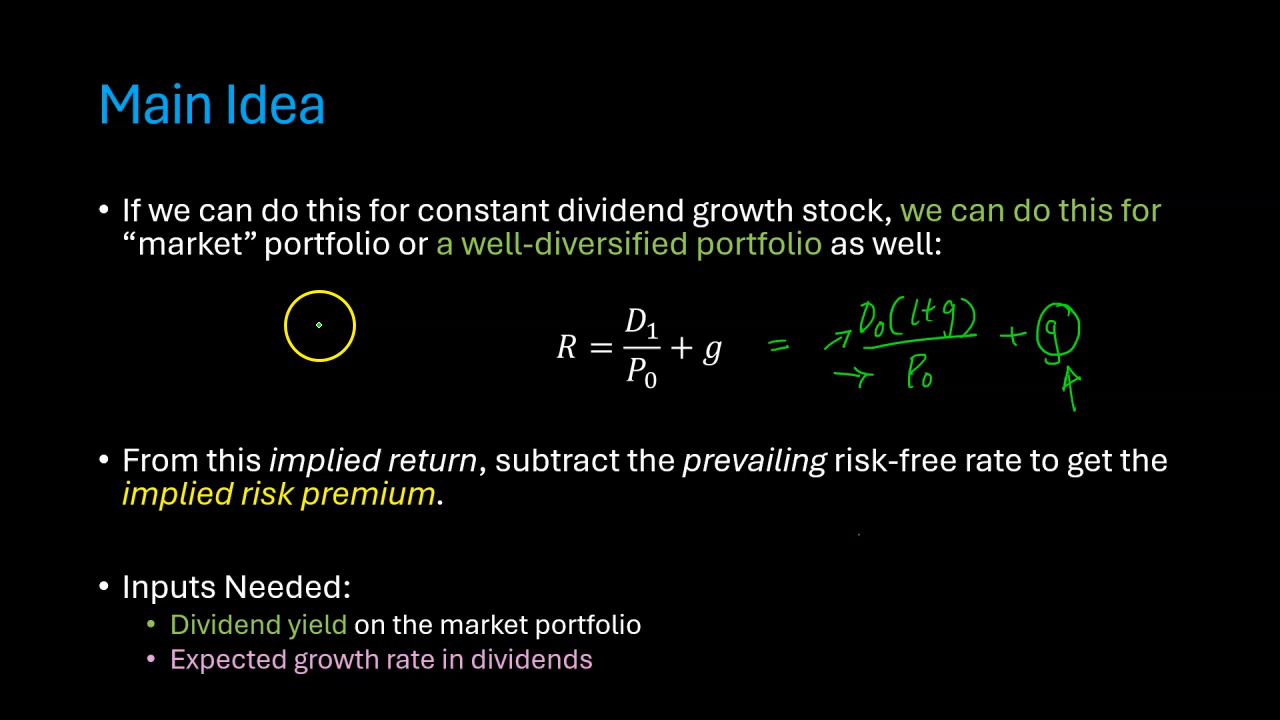 Main Idea
• If we can do this for constant dividend growth stock, we can do this for
“market” portfolio or a well-diversified portfolio as well:
R = D₁/P₀ + g = → D₀(1+g) / → P₀ + g ↑
• From this implied return, subtract the prevailing risk-free rate to get the
implied risk premium.
• Inputs Needed:
• Dividend yield on the market portfolio
• Expected growth rate in dividends